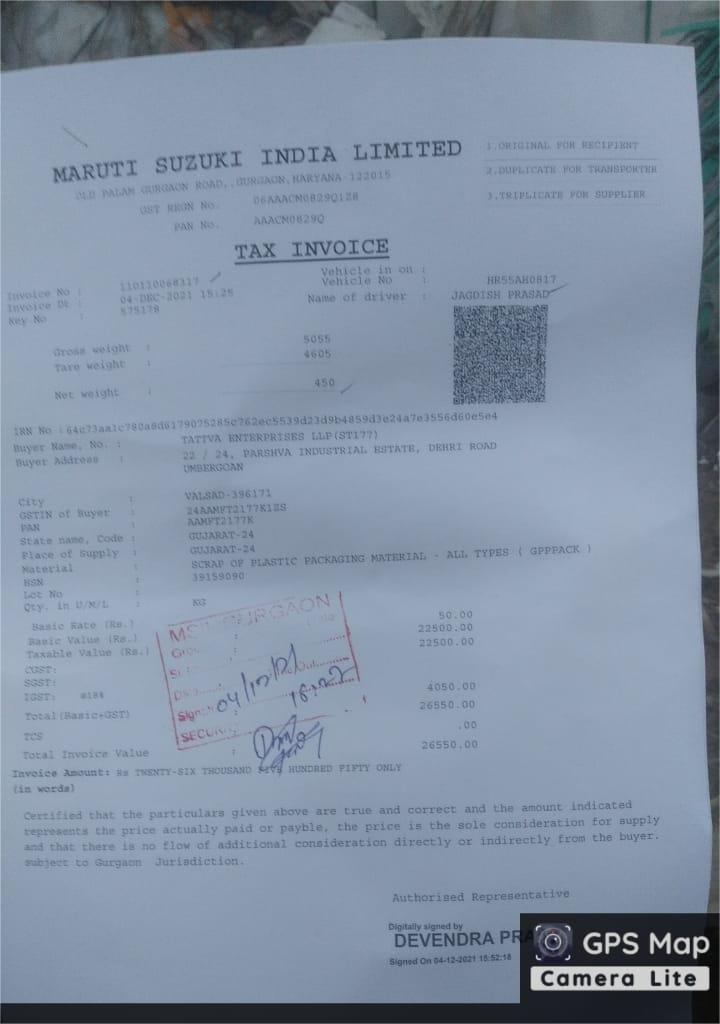 MARUTI SUZUKI INDIA LIMITED
OLD PALAM GURGAON ROAD,.GURGAON,HARYANA-122015
GST REGN No. 06AAACM0829Q1Z8
PAN No. AAACM0829Q
1.ORIGINAL FOR RECIPIENT
2.DUPLICATE FOR TRANSPORTER
3.TRIPLICATE FOR SUPPLIER
TAX INVOICE
Vehicle in on :
Invoice No : 110110068317 Vehicle No : HR55AH0817
Invoice Dt : 04-DEC-2021 15:25 Name of driver : JAGDISH PRASAD
Key No : 575178
Gross weight : 5055
Tare weight : 4605
Net weight : 450
IRN No :64c73aa1c780a8d6179075285c762ec5539d23d9b4859d3e24a7e3556d60e5e4
Buyer Name, No. : TATTVA ENTERPRISES LLP(ST177)
Buyer Address : 22 / 24, PARSHVA INDUSTRIAL ESTATE, DEHRI ROAD
UMBERGOAN
City : VALSAD-396171
GSTIN of Buyer : 24AAMFT2177K1ZS
PAN : AAMFT2177K
State name, Code : GUJARAT-24
Place of Supply : GUJARAT-24
Material : SCRAP OF PLASTIC PACKAGING MATERIAL - ALL TYPES ( GPPPACK )
HSN : 39159090
Lot No :
Qty. in U/M/L : KG
Basic Rate (Rs.) 50.00
Basic Value (Rs.) 22500.00
Taxable Value (Rs.) 22500.00
CGST:
SGST:
IGST: @18% 4050.00
Total(Basic+GST) 26550.00
TCS .00
Total Invoice Value : 26550.00
GURGAON
04/12/21
SECURITY
Invoice Amount: Rs TWENTY-SIX THOUSAND FIVE HUNDRED FIFTY ONLY
(in words)
Certified that the particulars given above are true and correct and the amount indicated
represents the price actually paid or payble, the price is the sole consideration for supply
and that there is no flow of additional consideration directly or indirectly from the buyer.
subject to Gurgaon Jurisdiction.
Authorised Representative
Digitally signed by
DEVENDRA PRA
Signed On 04-12-2021 15:52:18
GPS Map
Camera Lite